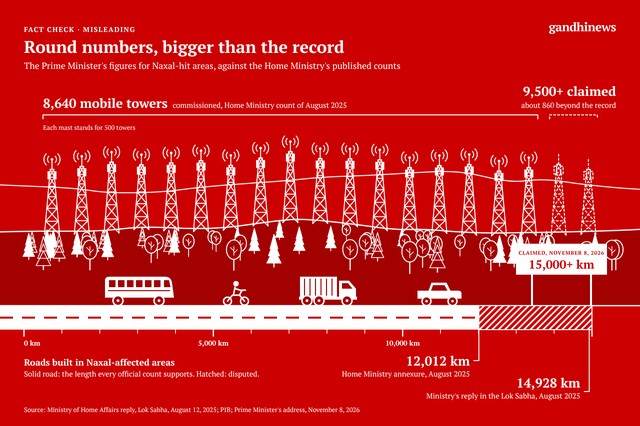 FACT CHECK · MISLEADING
gandhinews
Round numbers, bigger than the record
The Prime Minister's figures for Naxal-hit areas, against the Home Ministry's published counts
9,500+ claimed
about 860 beyond the record
8,640 mobile towers commissioned, Home Ministry count of August 2025
Each mast stands for 500 towers
CLAIMED, NOVEMBER 8, 2026
15,000+ km
0 km
5,000 km
10,000 km
Roads built in Naxal-affected areas
Solid road: the length every official count supports. Hatched: disputed.
12,012 km
Home Ministry annexure, August 2025
14,928 km
Ministry's reply in the Lok Sabha, August 2025
Source: Ministry of Home Affairs reply, Lok Sabha, August 12, 2025; PIB; Prime Minister's address, November 8, 2026